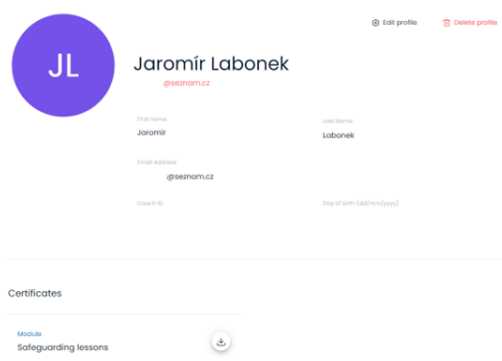 Edit profile
Delete profile
JL
Jaromír Labonek
@seznam.cz
First name
Last Name
Jaromír
Labonek
Email Address
@seznam.cz
Coach ID
Day of birth (dd/mm/yyyy)
Certificates
Module
Safeguarding lessons